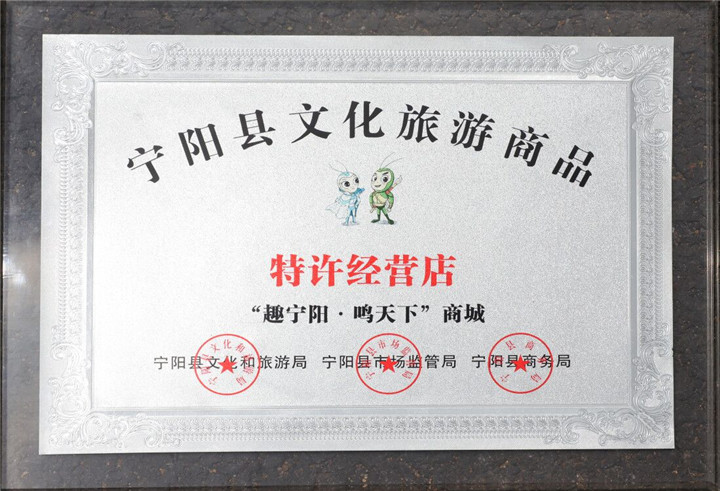 宁阳县文化旅游商品
特许经营店
“趣宁阳·鸣天下”商城
宁阳县文化和旅游局 宁阳县市场监管局 宁阳县商务局